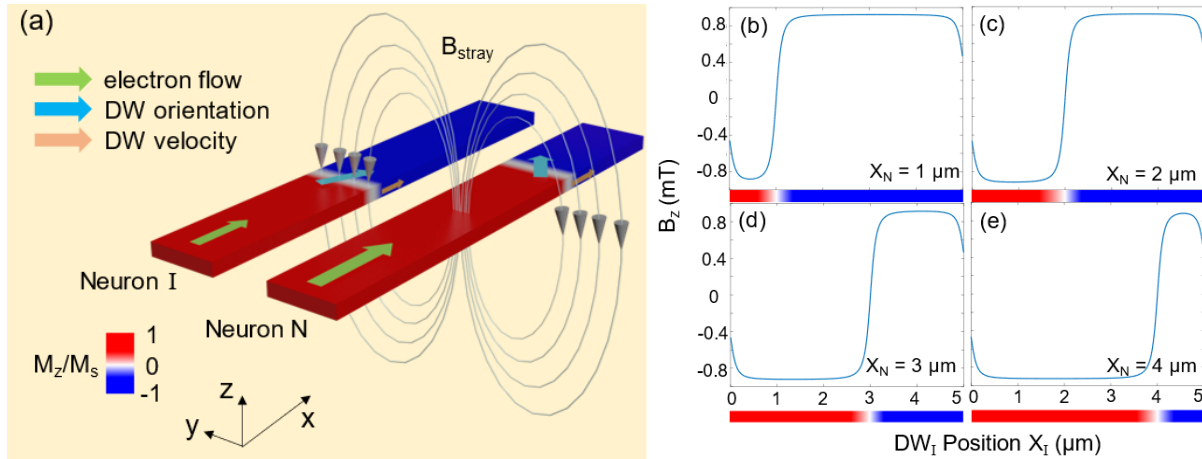 (a)
B_stray
electron flow
DW orientation
DW velocity
Neuron I
Neuron N
M_z/M_s
1
0
-1
z
y
x
B_z (mT)
(b)
0.8
0.4
0
-0.4
-0.8
X_N = 1 μm
(c)
X_N = 2 μm
(d)
0.8
0.4
0
-0.4
-0.8
X_N = 3 μm
0 1 2 3 4 5
(e)
X_N = 4 μm
0 1 2 3 4 5
DW_I Position X_I (μm)